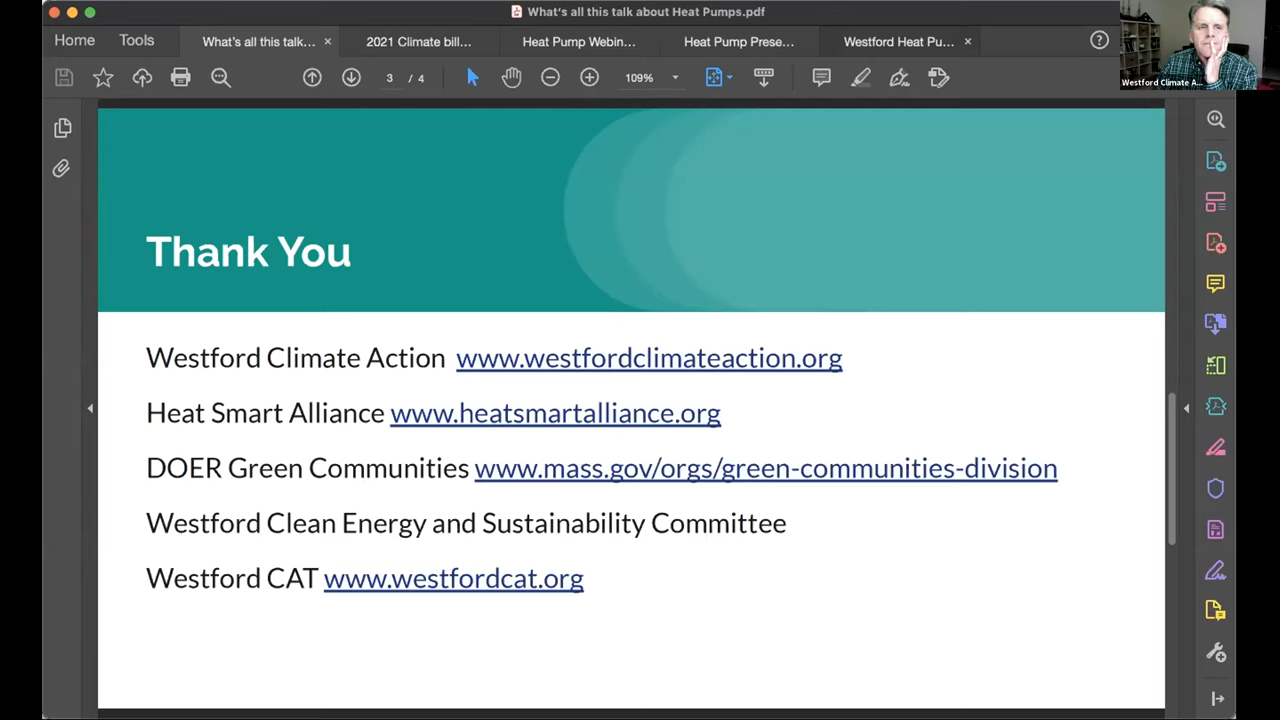 What's all this talk about Heat Pumps.pdf
Home Tools What's all this talk... × 2021 Climate bill... Heat Pump Webin... Heat Pump Prese... Westford Heat Pu... ×
3 / 4 109%
Westford Climate A...
Thank You
Westford Climate Action www.westfordclimateaction.org
Heat Smart Alliance www.heatsmartalliance.org
DOER Green Communities www.mass.gov/orgs/green-communities-division
Westford Clean Energy and Sustainability Committee
Westford CAT www.westfordcat.org